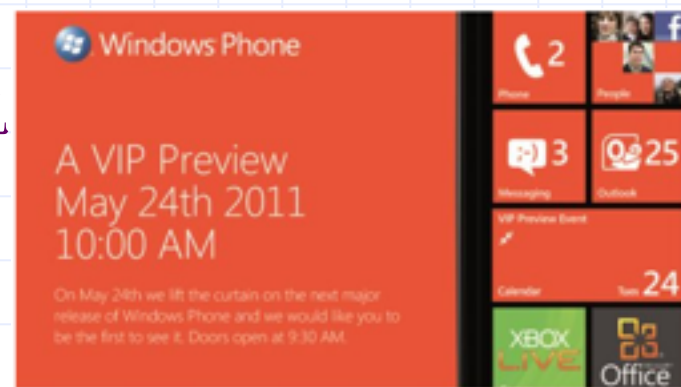 Windows Phone
A VIP Preview
May 24th 2011
10:00 AM
On May 24th we lift the curtain on the next major
release of Windows Phone and we would like you to
be the first to see it. Doors open at 9:30 AM.
2
Phone
People
f
3
Messaging
25
Outlook
VIP Preview Event
Calendar
Tues 24
XBOX
LIVE
Office